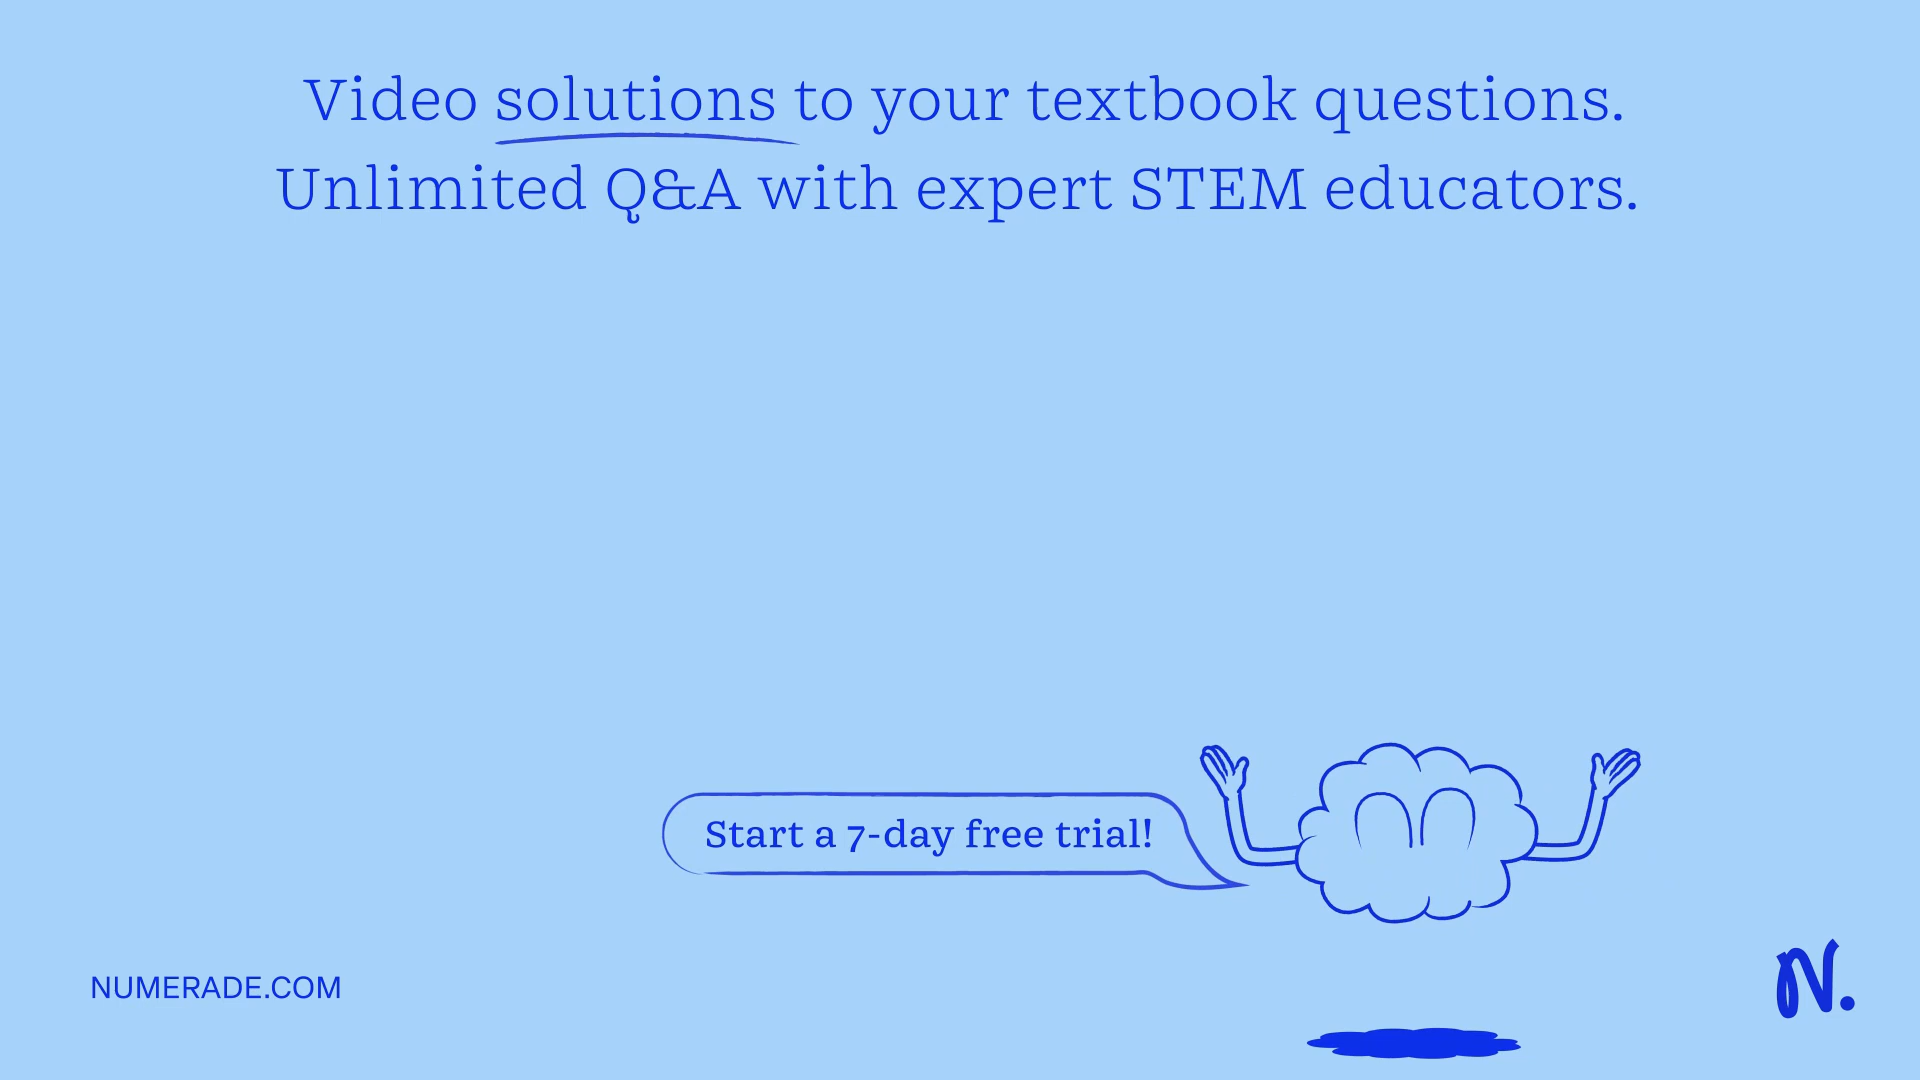 Video solutions to your textbook questions.
Unlimited Q&A with expert STEM educators.
Start a 7-day free trial!
NUMERADE.COM
N.